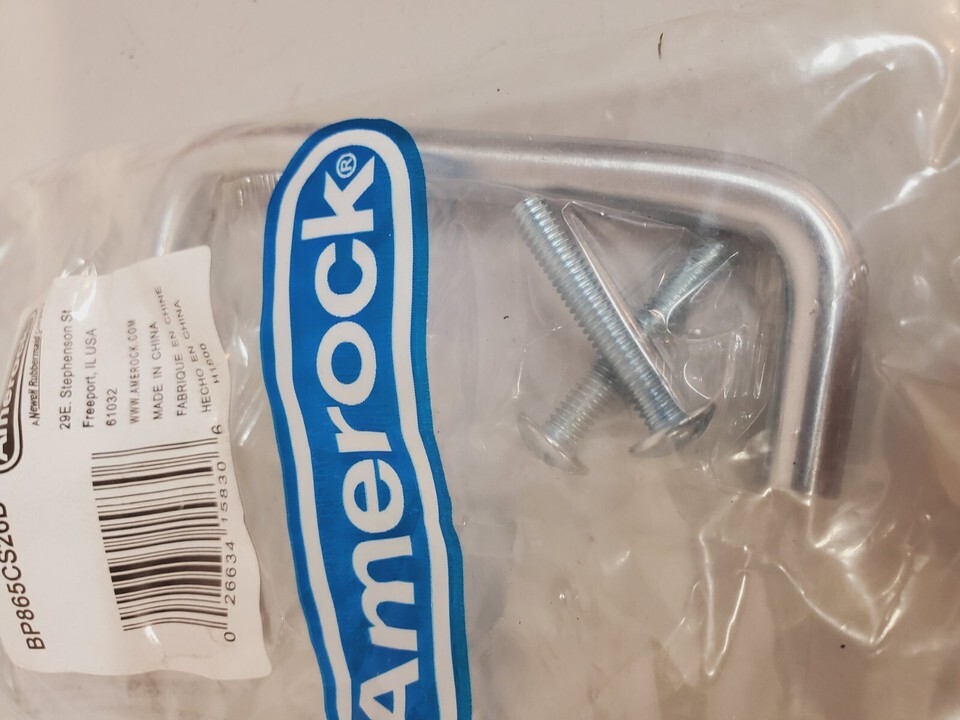 Amerock®
A Newell Rubbermaid
29E. Stephenson St
Freeport, IL USA
61032
WWW.AMEROCK.COM
MADE IN CHINA
FABRIQUE EN CHINE
HECHO EN CHINA
H1600
0 26634 15830 6
BP865CS26D